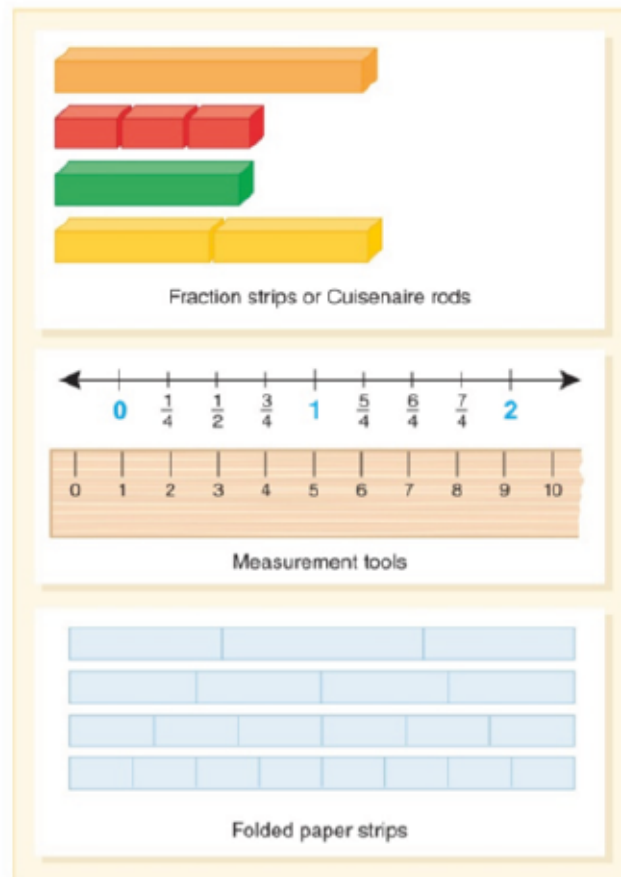 Fraction strips or Cuisenaire rods
0 1/4 1/2 3/4 1 5/4 6/4 7/4 2
0 1 2 3 4 5 6 7 8 9 10
Measurement tools
Folded paper strips